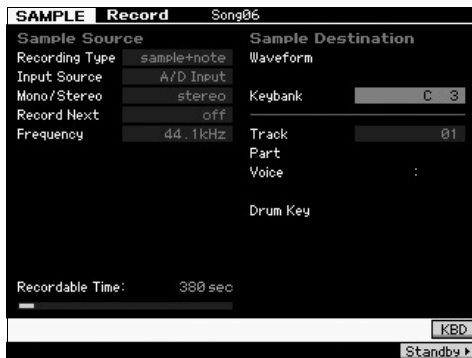 SAMPLE Record Song06
Sample Source
Recording Type sample+note
Input Source A/D Input
Mono/Stereo stereo
Record Next off
Frequency 44.1kHz
Recordable Time: 380 sec
Sample Destination
Waveform
Keybank C 3
Track 01
Part
Voice :
Drum Key
KBD
Standby